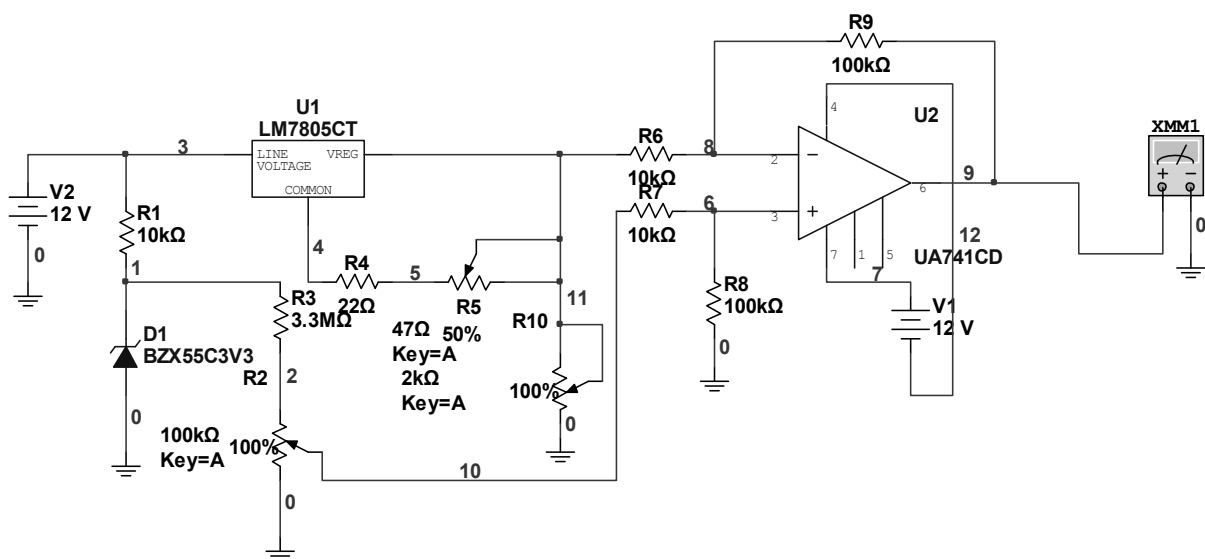 R9
100kΩ
U1
LM7805CT
3
LINE
VOLTAGE
VREG
COMMON
V2
12 V
0
R1
10kΩ
1
D1
BZX55C3V3
0
R3
3.3MΩ
R2
2
100kΩ
Key=A
100%
0
10
4
R4
22Ω
5
R5
47Ω
50%
Key=A
2kΩ
Key=A
11
R10
100%
0
R6
10kΩ
8
R7
10kΩ
6
R8
100kΩ
0
U2
UA741CD
2
3
4
6
7
1
5
9
12
7
V1
12 V
XMM1
0